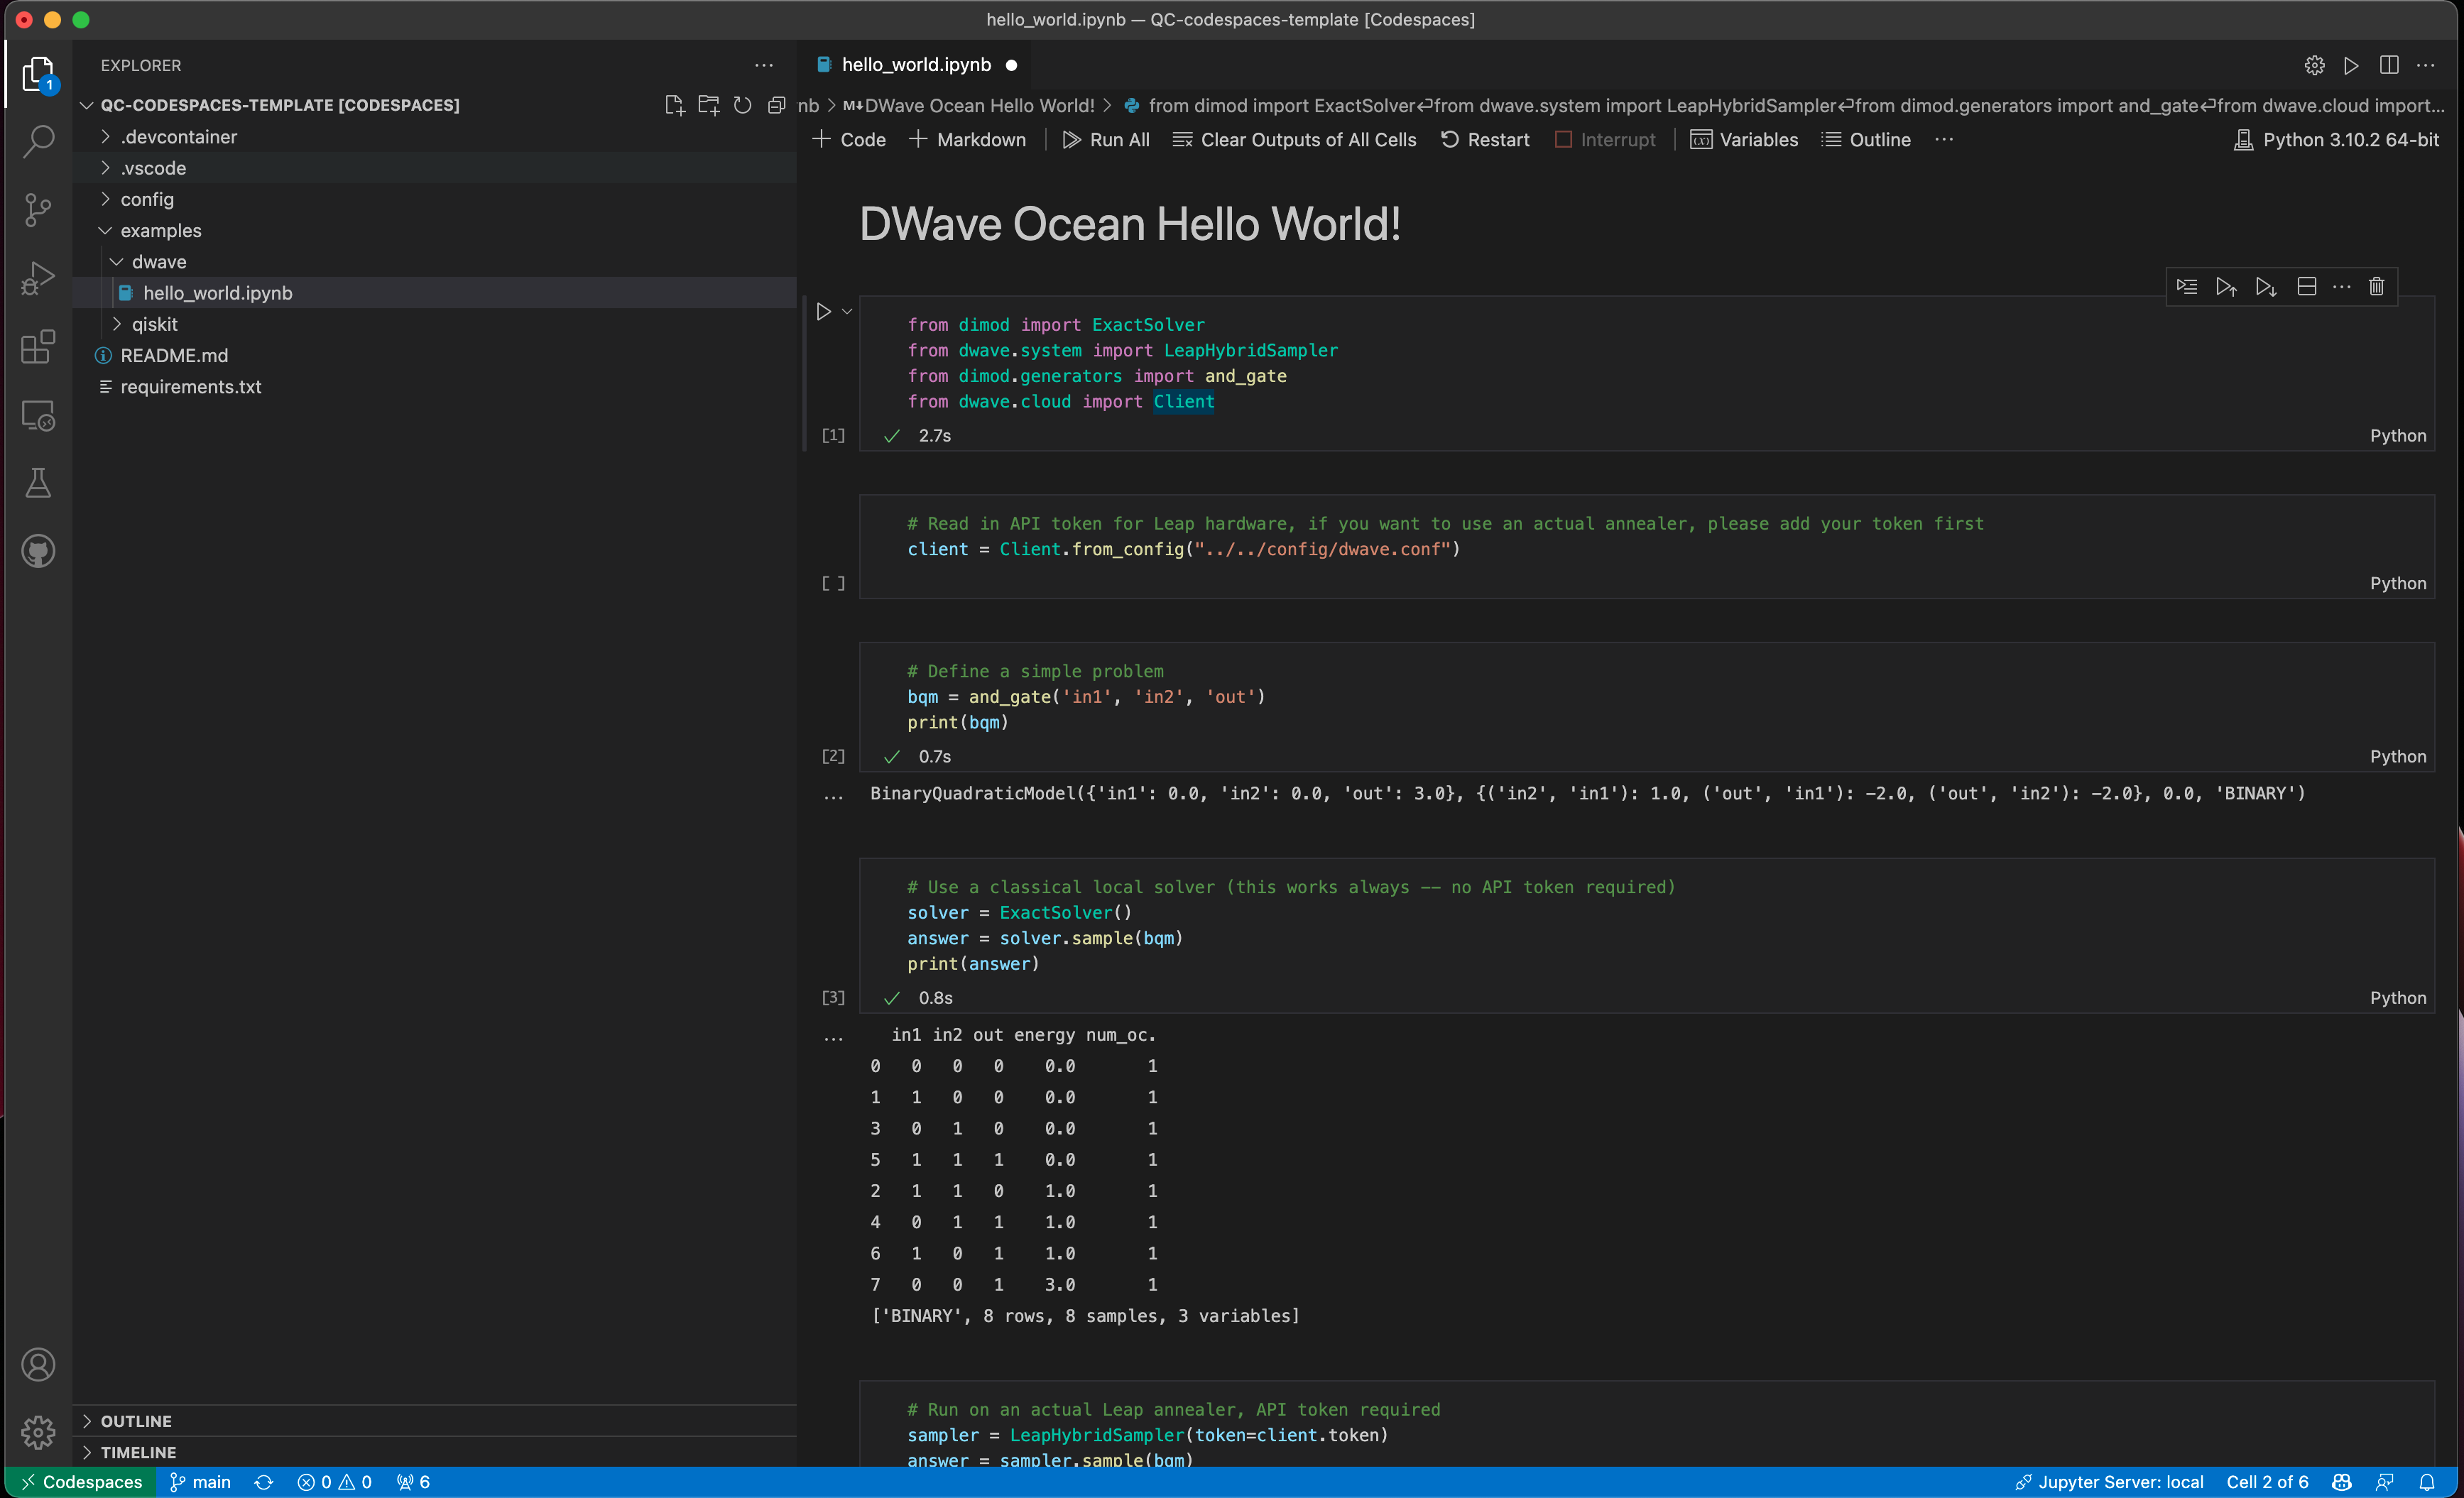 hello_world.ipynb — QC-codespaces-template [Codespaces]
1
EXPLORER
QC-CODESPACES-TEMPLATE [CODESPACES]
.devcontainer
.vscode
config
examples
dwave
hello_world.ipynb
qiskit
README.md
requirements.txt
OUTLINE
TIMELINE
hello_world.ipynb
nb > M↓DWave Ocean Hello World! > from dimod import ExactSolver↵from dwave.system import LeapHybridSampler↵from dimod.generators import and_gate↵from dwave.cloud import...
+ Code + Markdown Run All Clear Outputs of All Cells Restart Interrupt Variables Outline ... Python 3.10.2 64-bit
DWave Ocean Hello World!
from dimod import ExactSolver
from dwave.system import LeapHybridSampler
from dimod.generators import and_gate
from dwave.cloud import Client
[1] ✓ 2.7s Python
# Read in API token for Leap hardware, if you want to use an actual annealer, please add your token first
client = Client.from_config("../../config/dwave.conf")
[ ] Python
# Define a simple problem
bqm = and_gate('in1', 'in2', 'out')
print(bqm)
[2] ✓ 0.7s Python
... BinaryQuadraticModel({'in1': 0.0, 'in2': 0.0, 'out': 3.0}, {('in2', 'in1'): 1.0, ('out', 'in1'): -2.0, ('out', 'in2'): -2.0}, 0.0, 'BINARY')
# Use a classical local solver (this works always -- no API token required)
solver = ExactSolver()
answer = solver.sample(bqm)
print(answer)
[3] ✓ 0.8s Python
... in1 in2 out energy num_oc.
0 0 0 0 0.0 1
1 1 0 0 0.0 1
3 0 1 0 0.0 1
5 1 1 1 0.0 1
2 1 1 0 1.0 1
4 0 1 1 1.0 1
6 1 0 1 1.0 1
7 0 0 1 3.0 1
['BINARY', 8 rows, 8 samples, 3 variables]
# Run on an actual Leap annealer, API token required
sampler = LeapHybridSampler(token=client.token)
answer = sampler.sample(bqm)
Codespaces main 0 0 6 Jupyter Server: local Cell 2 of 6